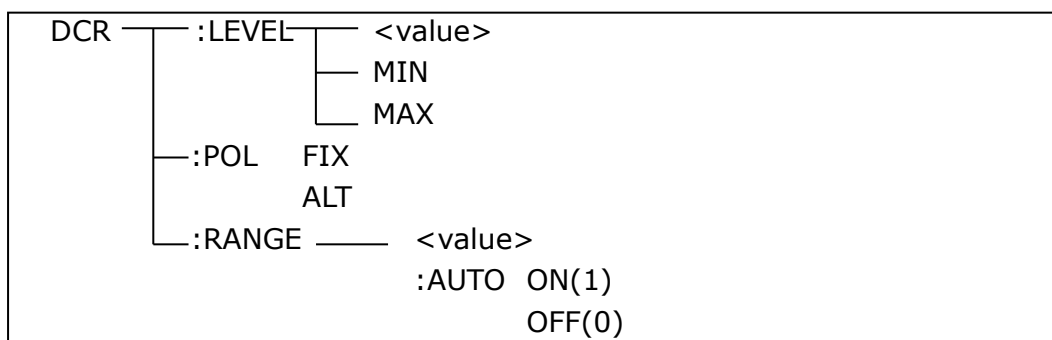 DCR :LEVEL <value>
MIN
MAX
:POL FIX
ALT
:RANGE <value>
:AUTO ON(1)
OFF(0)